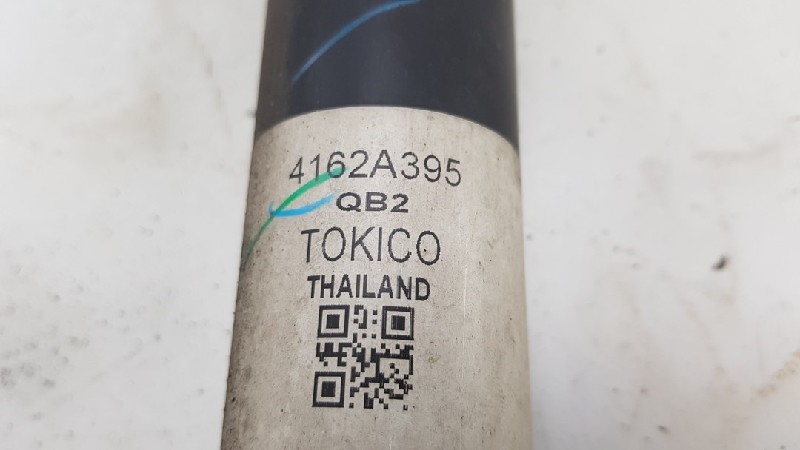 4162A395
QB2
TOKICO
THAILAND